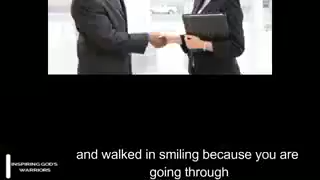 and walked in smiling because you are
going through
INSPIRING GOD'S
WARRIORS